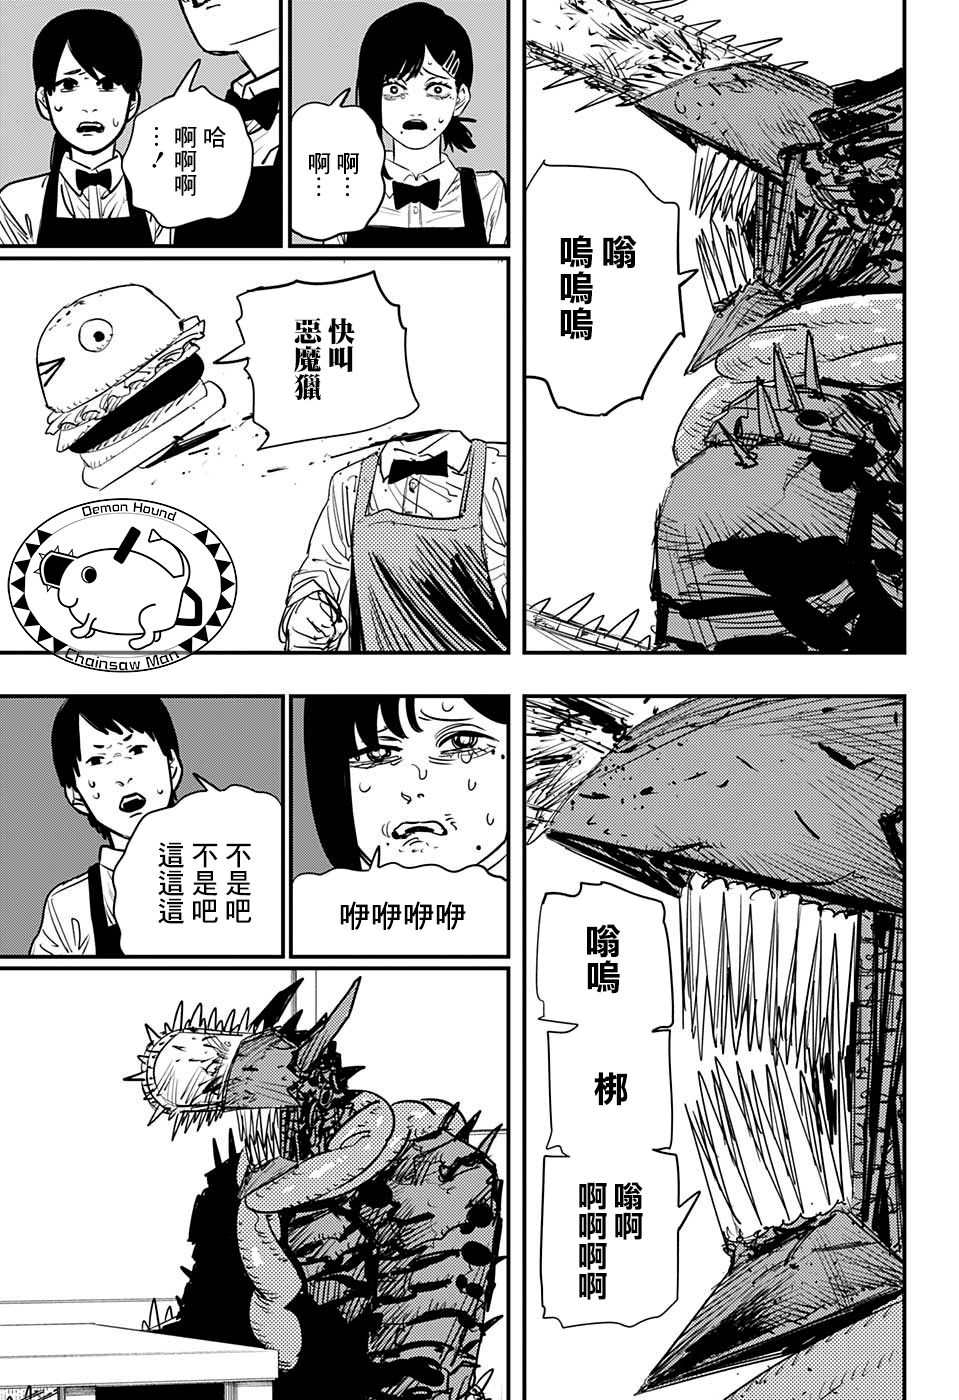 嗡
嗚嗚嗚
啊
啊…
…
哈
啊啊啊
…！
快叫
惡魔獵
Demon Hound
Chainsaw Man
嗡嗚
梆
嗡啊
啊啊啊啊
咿咿咿咿
不是吧
不是吧
這這這